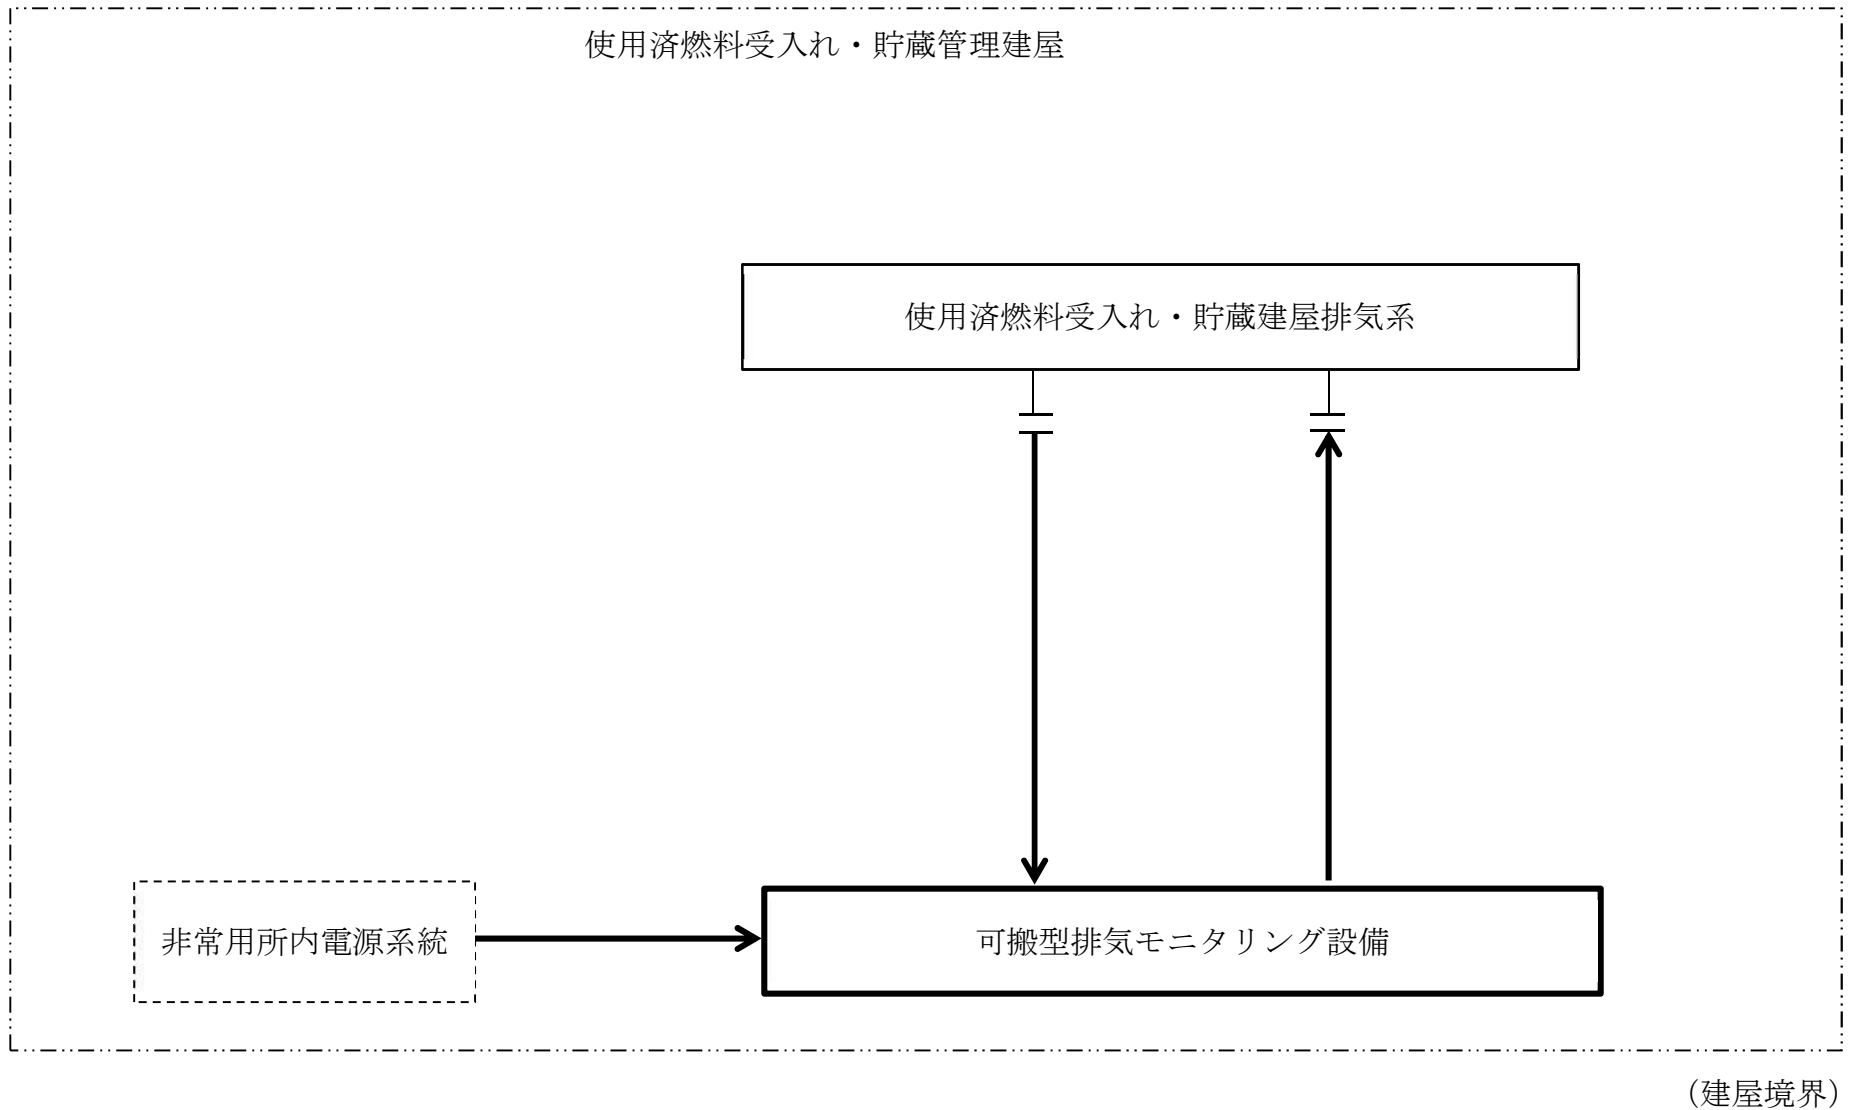 使用済燃料受入れ・貯蔵管理建屋
使用済燃料受入れ・貯蔵建屋排気系
非常用所内電源系統
可搬型排気モニタリング設備
（建屋境界）